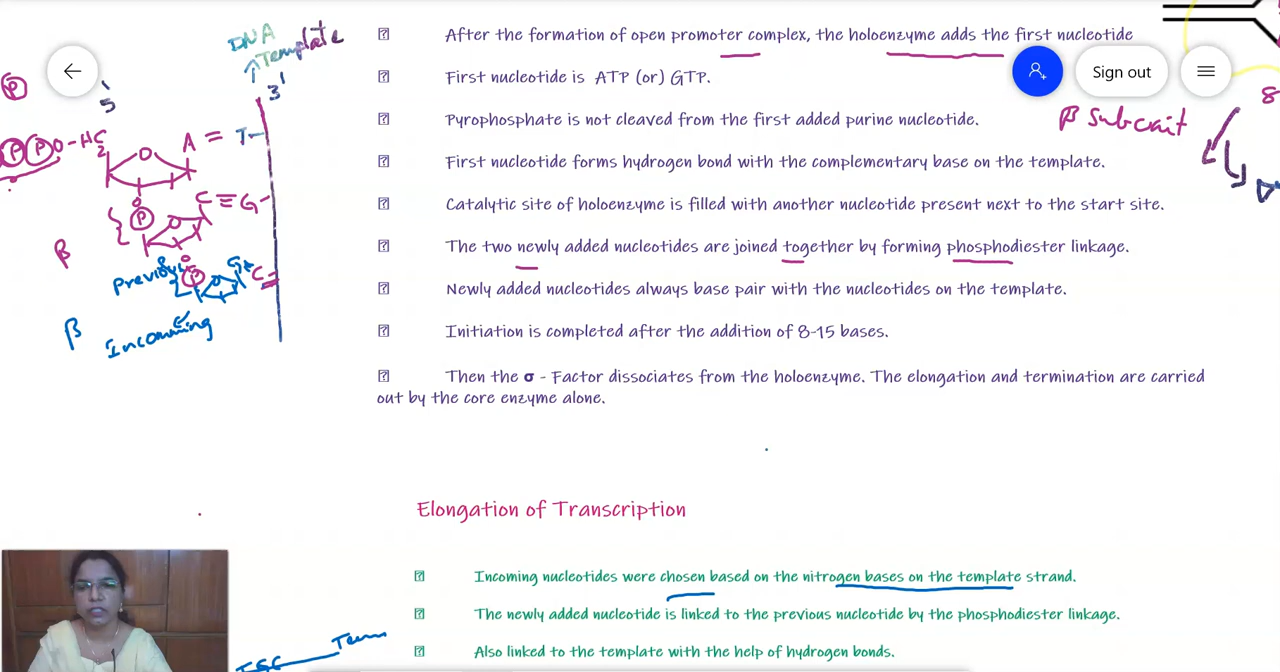 DNA
Template
After the formation of open promoter complex, the holoenzyme adds the first nucleotide
Sign out
First nucleotide is ATP (or) GTP.
P
5'
3'
8
Pyrophosphate is not cleaved from the first added purine nucleotide.
β Subunit
P P O-H2C
O
A = T
First nucleotide forms hydrogen bond with the complementary base on the template.
Catalytic site of holoenzyme is filled with another nucleotide present next to the start site.
O
P
C ≡ G
β
The two newly added nucleotides are joined together by forming phosphodiester linkage.
Previous
P
G
C
Newly added nucleotides always base pair with the nucleotides on the template.
β
Incomming
Initiation is completed after the addition of 8-15 bases.
Then the σ - Factor dissociates from the holoenzyme. The elongation and termination are carried
out by the core enzyme alone.
Elongation of Transcription
Incoming nucleotides were chosen based on the nitrogen bases on the template strand.
The newly added nucleotide is linked to the previous nucleotide by the phosphodiester linkage.
Also linked to the template with the help of hydrogen bonds.